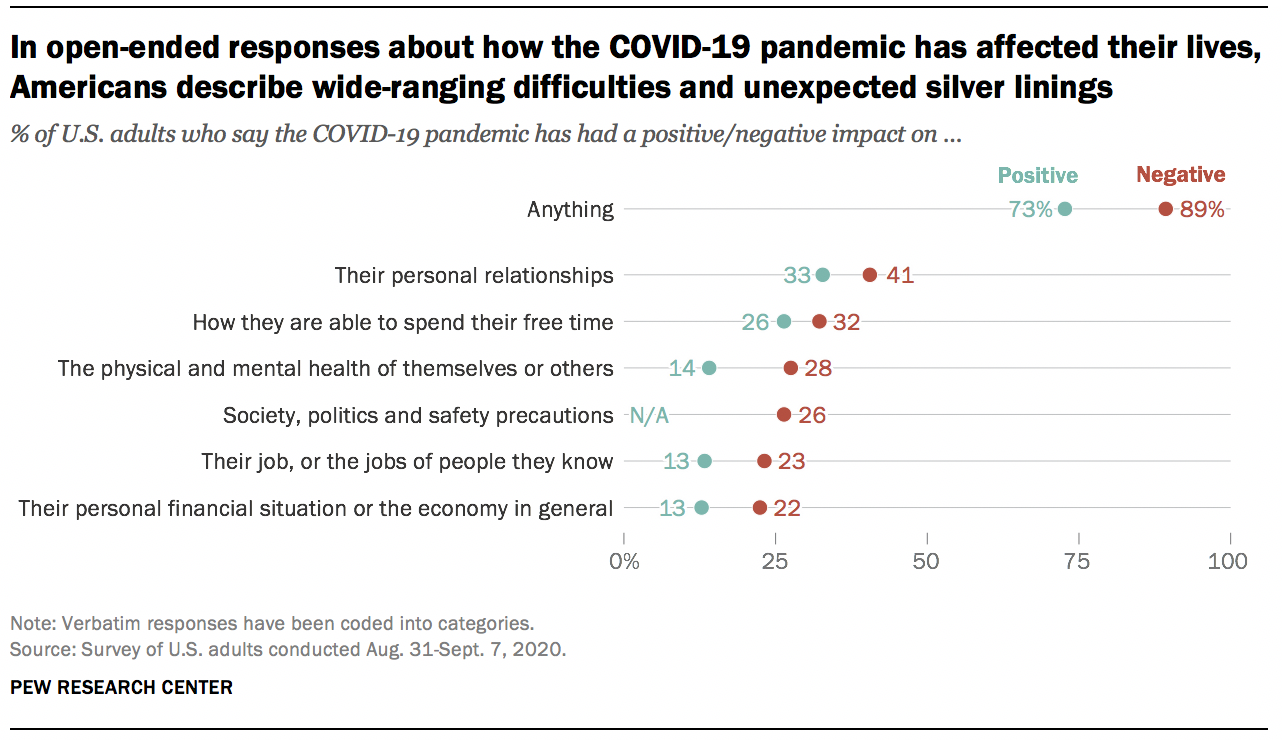 In open-ended responses about how the COVID-19 pandemic has affected their lives,
Americans describe wide-ranging difficulties and unexpected silver linings
% of U.S. adults who say the COVID-19 pandemic has had a positive/negative impact on ...
Positive Negative
Anything 73% 89%
Their personal relationships 33 41
How they are able to spend their free time 26 32
The physical and mental health of themselves or others 14 28
Society, politics and safety precautions N/A 26
Their job, or the jobs of people they know 13 23
Their personal financial situation or the economy in general 13 22
0% 25 50 75 100
Note: Verbatim responses have been coded into categories.
Source: Survey of U.S. adults conducted Aug. 31-Sept. 7, 2020.
PEW RESEARCH CENTER